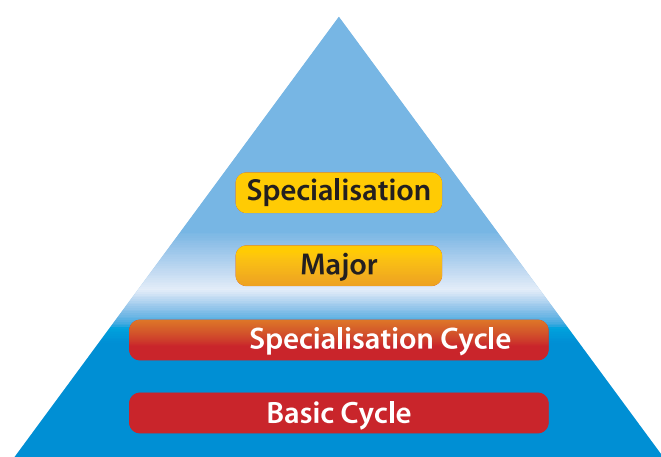 Specialisation
Major
Specialisation Cycle
Basic Cycle